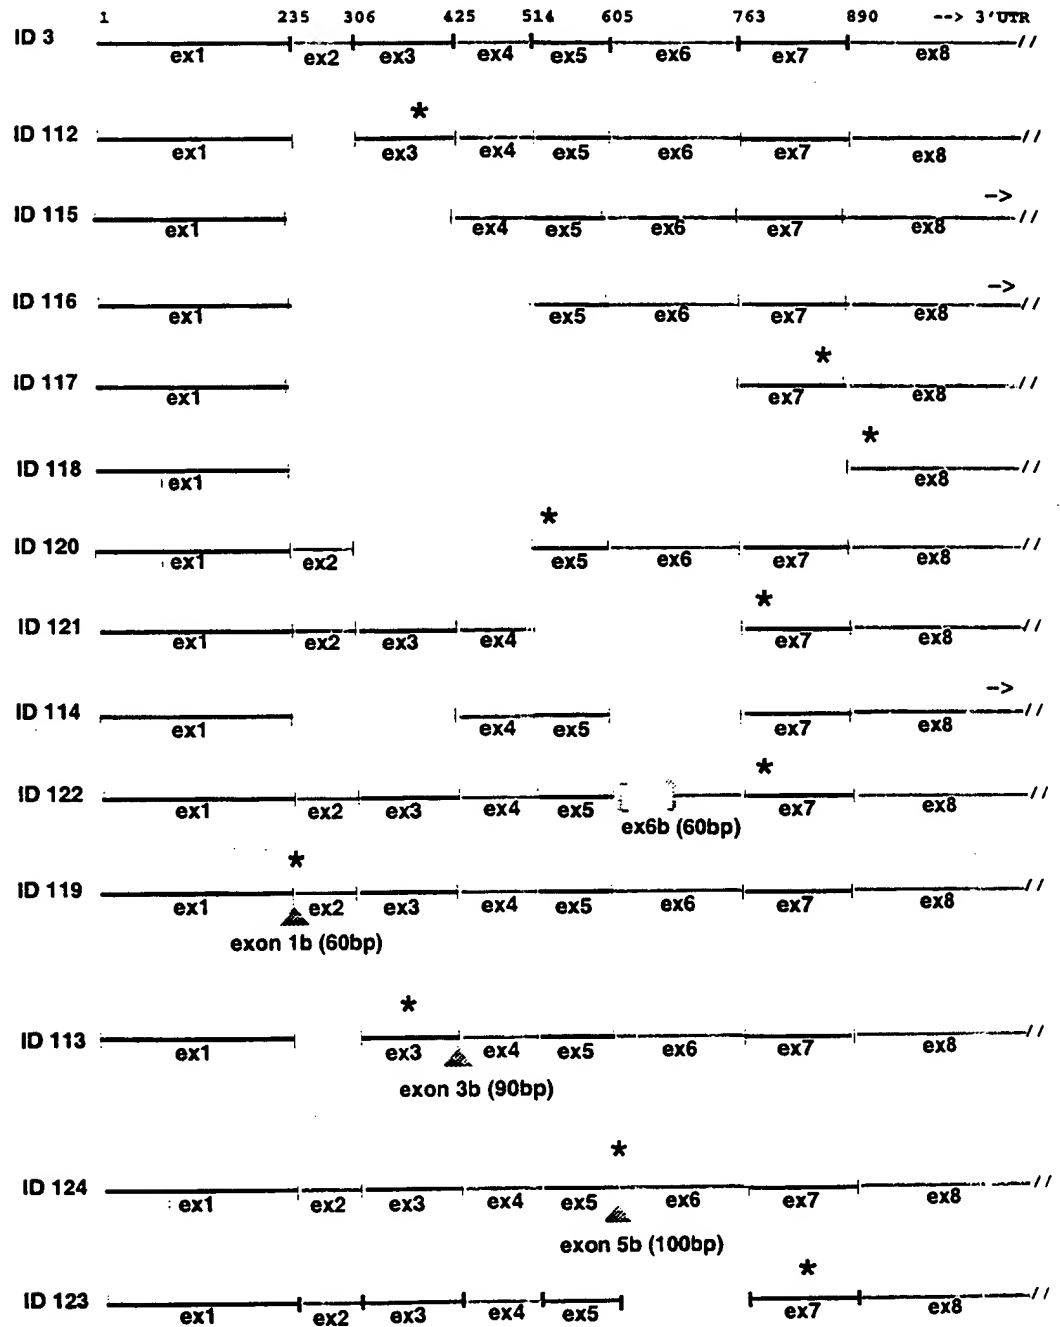 1 235 306 425 514 605 763 890 --> 3'UTR
ID 3 //
ex1 ex2 ex3 ex4 ex5 ex6 ex7 ex8
*
ID 112 //
ex1 ex3 ex4 ex5 ex6 ex7 ex8
->
ID 115 //
ex1 ex4 ex5 ex6 ex7 ex8
->
ID 116 //
ex1 ex5 ex6 ex7 ex8
*
ID 117 //
ex1 ex7 ex8
*
ID 118 //
ex1 ex8
*
ID 120 //
ex1 ex2 ex5 ex6 ex7 ex8
*
ID 121 //
ex1 ex2 ex3 ex4 ex7 ex8
->
ID 114 //
ex1 ex4 ex5 ex7 ex8
*
ID 122 [ ] //
ex1 ex2 ex3 ex4 ex5 ex7 ex8
ex6b (60bp)
*
ID 119 //
ex1 ex2 ex3 ex4 ex5 ex6 ex7 ex8
exon 1b (60bp)
*
ID 113 //
ex1 ex3 ex4 ex5 ex6 ex7 ex8
exon 3b (90bp)
*
ID 124 //
ex1 ex2 ex3 ex4 ex5 ex6 ex7 ex8
exon 5b (100bp)
*
ID 123 //
ex1 ex2 ex3 ex4 ex5 ex7 ex8